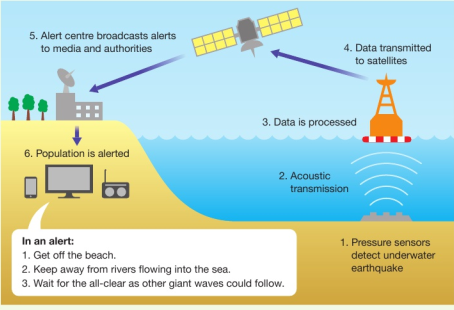 5. Alert centre broadcasts alerts
to media and authorities
4. Data transmitted
to satellites
3. Data is processed
6. Population is alerted
2. Acoustic
transmission
1. Pressure sensors
detect underwater
earthquake
In an alert:
1. Get off the beach.
2. Keep away from rivers flowing into the sea.
3. Wait for the all-clear as other giant waves could follow.